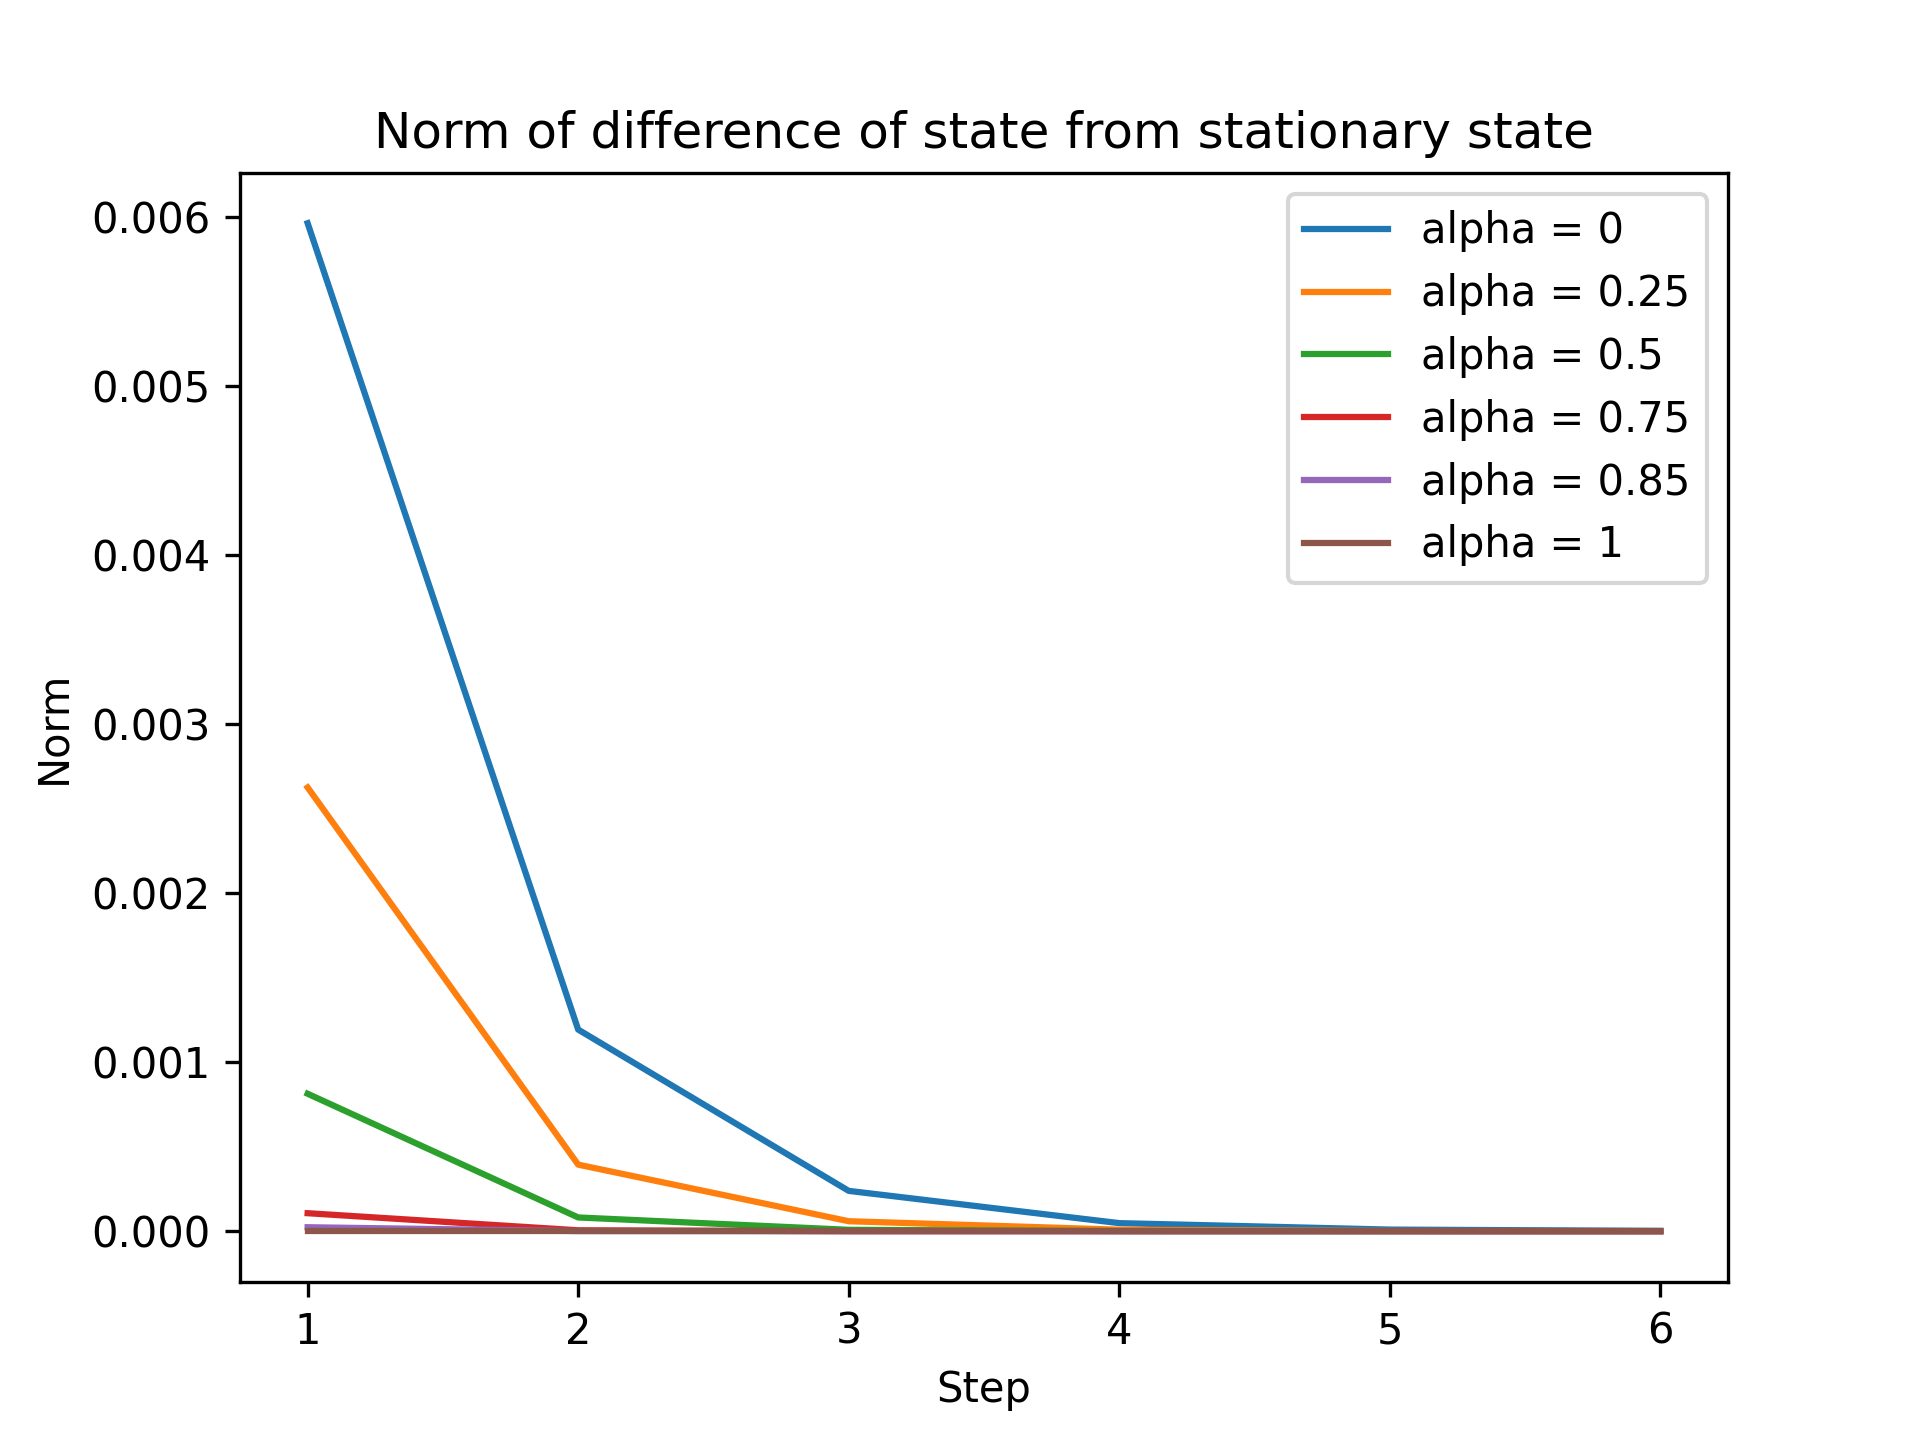 Norm of difference of state from stationary state
0.006
0.005
0.004
0.003
0.002
0.001
0.000
Norm
alpha = 0
alpha = 0.25
alpha = 0.5
alpha = 0.75
alpha = 0.85
alpha = 1
1 2 3 4 5 6
Step